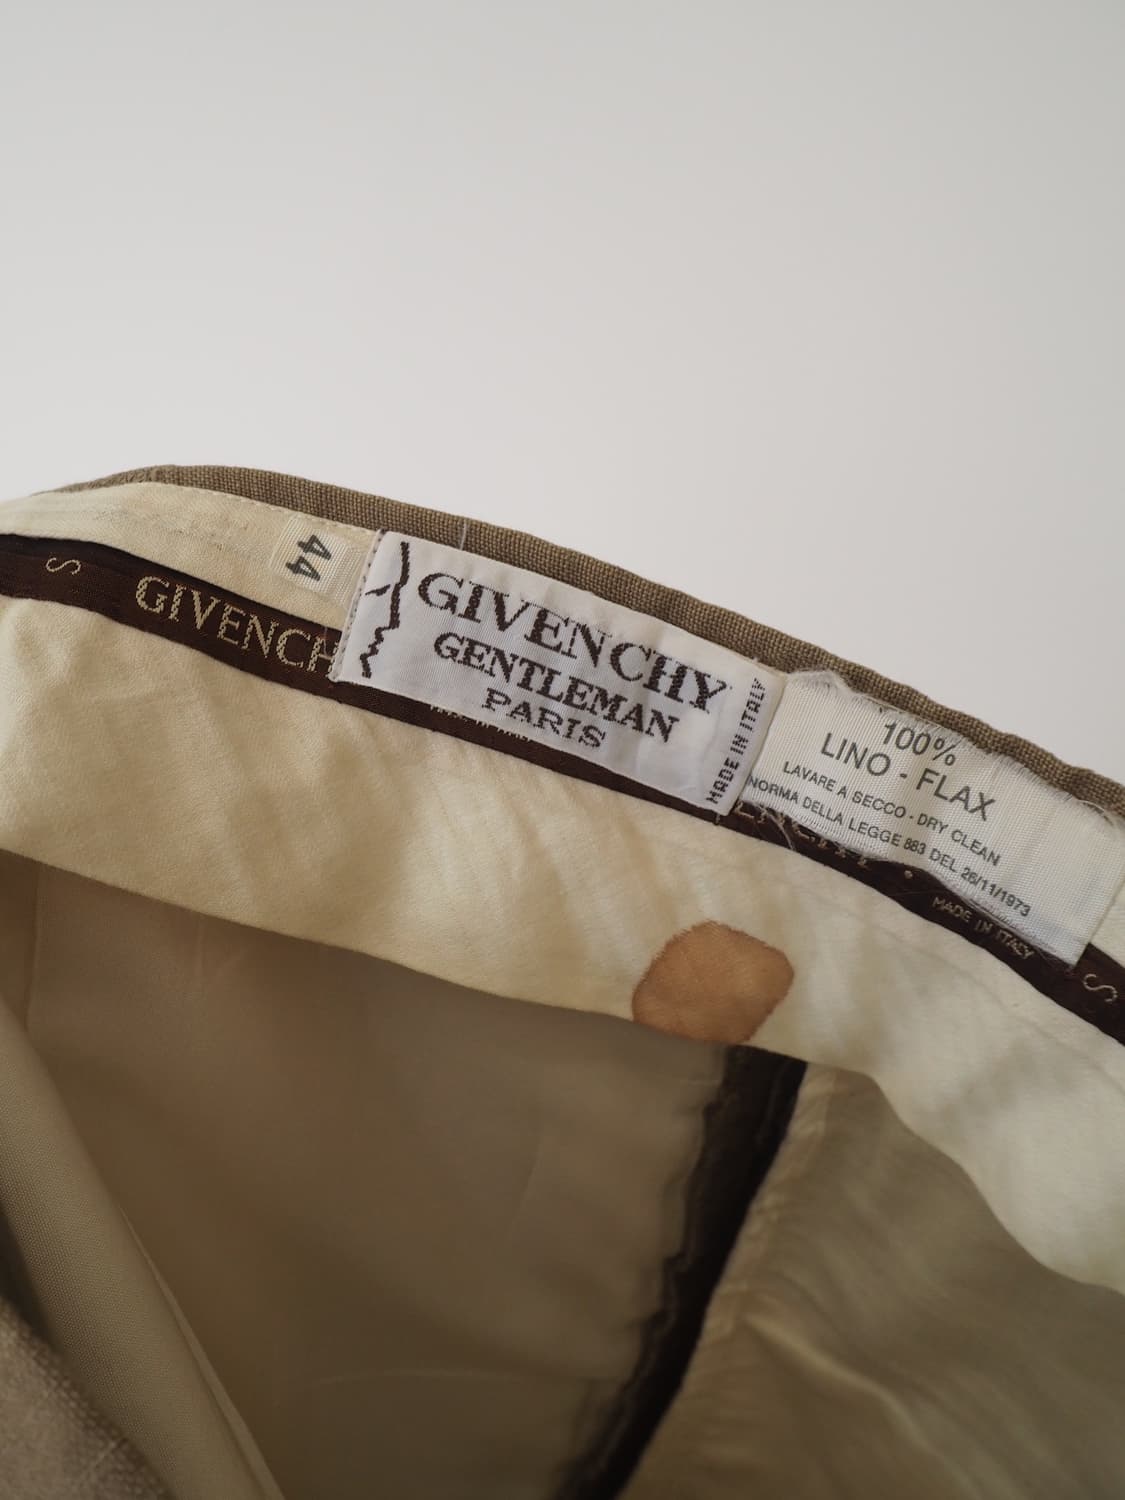 44
S GIVENCH
GIVENCHY
GENTLEMAN
PARIS
MADE IN ITALY
100%
LINO - FLAX
LAVARE A SECCO - DRY CLEAN
NORMA DELLA LEGGE 883 DEL 26/11/1973
MADE IN ITALY
S